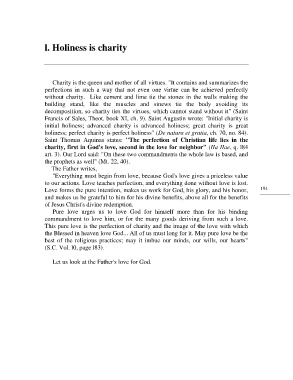 I. Holiness is charity
Charity is the queen and mother of all virtues. "It contains and summarizes the
perfections in such a way that not even one virtue can be achieved perfectly
without charity. Like cement and lime tie the stones in the walls making the
building stand, like the muscles and sinews tie the body avoiding its
decomposition, so charity ties the virtues, which cannot stand without it" (Saint
Francis of Sales, Theot, book XI, ch. 9). Saint Augustin wrote: "Initial charity is
initial holiness; advanced charity is advanced holiness; great charity is great
holiness; perfect charity is perfect holiness" (De natura et gratia, ch. 70, no. 84).
Saint Thomas Aquinas states: "The perfection of Christian life lies in the
charity, first in God's love, second in the love for neighbor" (IIa IIae, q. 184
art. 3). Our Lord said: "On these two commandments the whole law is based, and
the prophets as well" (Mt. 22, 40).
The Father writes,
"Everything must begin from love, because God's love gives a priceless value
to our actions. Love teaches perfection, and everything done without love is lost.
Love forms the pure intention, makes us work for God, his glory, and his honor,
and makes us be grateful to him for his divine benefits, above all for the benefits
of Jesus Christ's divine redemption.
Pure love urges us to love God for himself more than for his binding
commandment to love him, or for the many goods deriving from such a love.
This pure love is the perfection of charity and the image of the love with which
the Blessed in heaven love God... All of us must long for it. May pure love be the
best of the religious practices; may it imbue our minds, our wills, our hearts"
(S.C. Vol. 10, page 183).
Let us look at the Father's love for God.
191